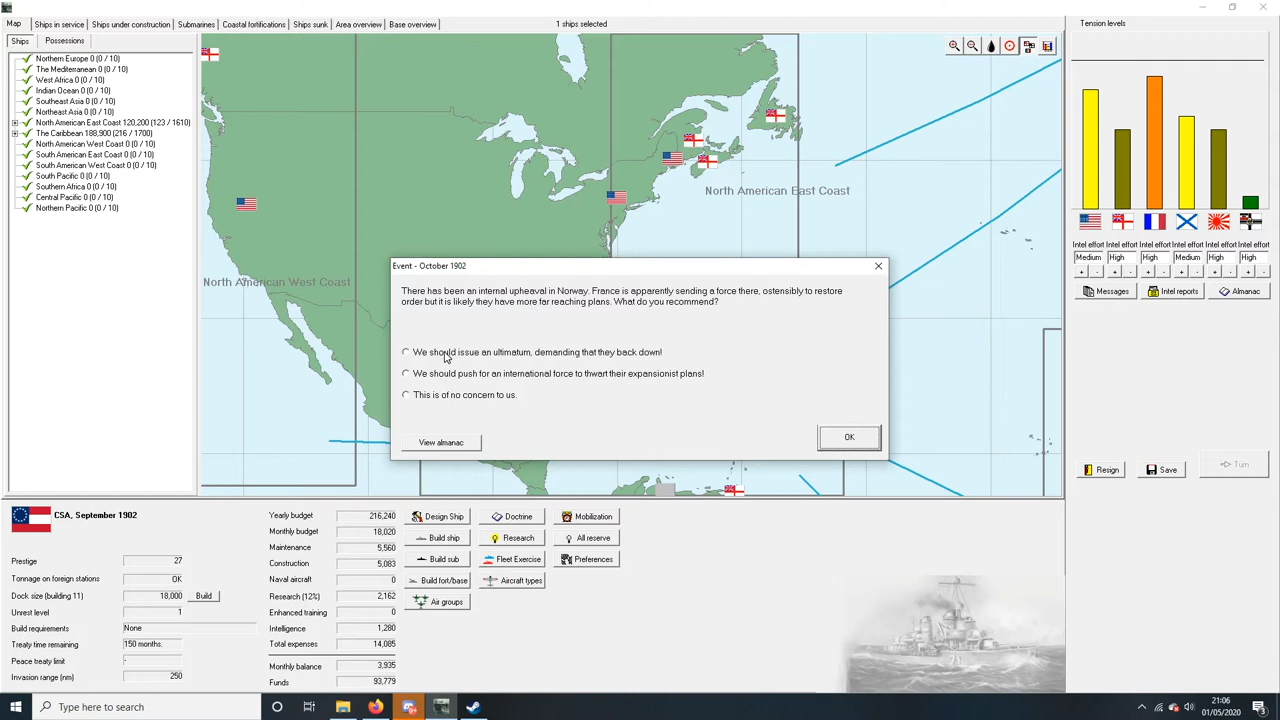 Map
Ships in service
Ships under construction
Submarines
Coastal fortifications
Ships sunk
Area overview
Base overview
1 ships selected
Tension levels
Ships
Possessions
Northern Europe 0 (0 / 10)
The Mediterranean 0 (0 / 10)
West Africa 0 (0 / 10)
Indian Ocean 0 (0 / 10)
Southeast Asia 0 (0 / 10)
Northeast Asia 0 (0 / 10)
North American East Coast 120,200 (123 / 1610)
The Caribbean 188,900 (216 / 1700)
North American West Coast 0 (0 / 10)
South American East Coast 0 (0 / 10)
South American West Coast 0 (0 / 10)
South Pacific 0 (0 / 10)
Southern Africa 0 (0 / 10)
Central Pacific 0 (0 / 10)
Northern Pacific 0 (0 / 10)
North American East Coast
North American West Coast
Event - October 1902
There has been an internal upheaval in Norway. France is apparently sending a force there, ostensibly to restore
order but it is likely they have more far reaching plans. What do you recommend?
We should issue an ultimatum, demanding that they back down!
We should push for an international force to thwart their expansionist plans!
This is of no concern to us.
View almanac
OK
Intel effort Intel effort Intel effort Intel effort Intel effort Intel effort
Medium High High Medium High High
+ - + - + - + - + - + -
Messages
Intel reports
Almanac
Resign
Save
Turn
CSA, September 1902
Prestige 27
Tonnage on foreign stations OK
Dock size (building 11) 18,000 Build
Unrest level 1
Build requirements None
Treaty time remaining 150 months.
Peace treaty limit -
Invasion range (nm) 250
Yearly budget 216,240
Monthly budget 18,020
Maintenance 5,560
Construction 5,083
Naval aircraft 0
Research (12%) 2,162
Enhanced training 0
Intelligence 1,280
Total expenses 14,085
Monthly balance 3,935
Funds 93,779
Design Ship
Doctrine
Mobilization
Build ship
Research
All reserve
Build sub
Fleet Exercise
Preferences
Build fort/base
Aircraft types
Air groups
Type here to search
21:06
01/05/2020
3